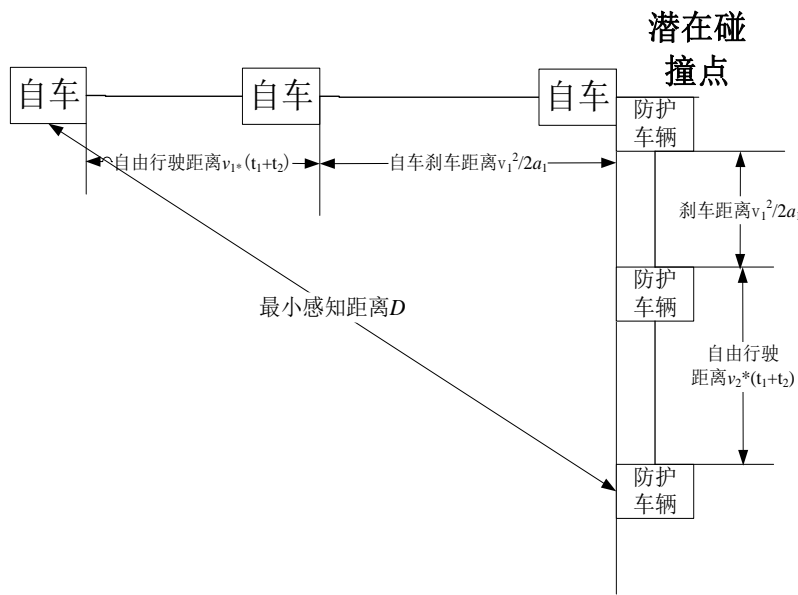 潜在碰
撞点
自车
自车
自车
防护
车辆
自由行驶距离v₁*(t₁+t₂)
自车刹车距离v₁²/2a₁
刹车距离v₁²/2a
防护
车辆
最小感知距离D
自由行驶
距离v₂*(t₁+t₂)
防护
车辆